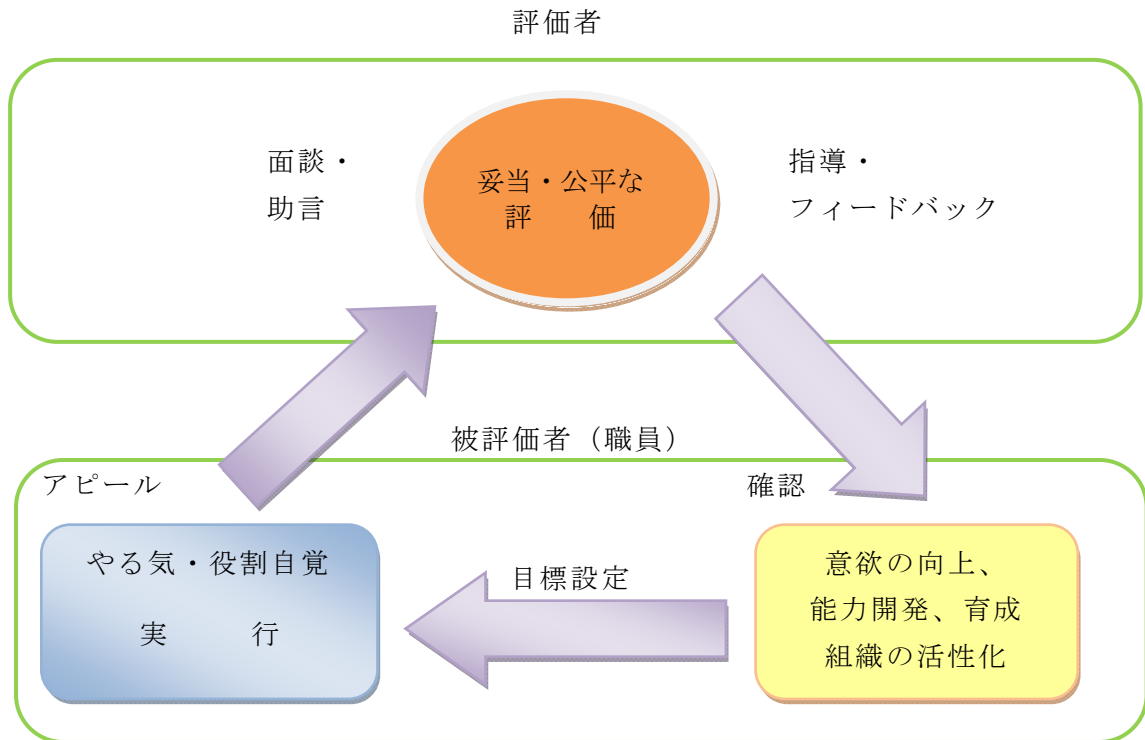 評価者
面談・
助言
妥当・公平な
評　　価
指導・
フィードバック
被評価者（職員）
アピール
確認
やる気・役割自覚
実　　　行
目標設定
意欲の向上、
能力開発、育成
組織の活性化